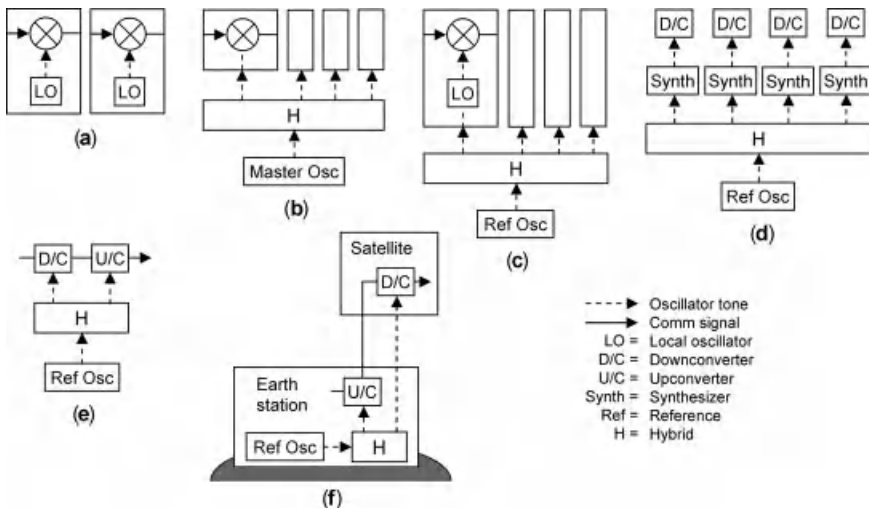 LO
LO
(a)
H
Master Osc
(b)
LO
H
Ref Osc
(c)
D/C D/C D/C D/C
Synth Synth Synth Synth
H
Ref Osc
(d)
D/C U/C
H
Ref Osc
(e)
Satellite
D/C
Earth
station
U/C
Ref Osc H
(f)
Oscillator tone
Comm signal
LO = Local oscillator
D/C = Downconverter
U/C = Upconverter
Synth = Synthesizer
Ref = Reference
H = Hybrid